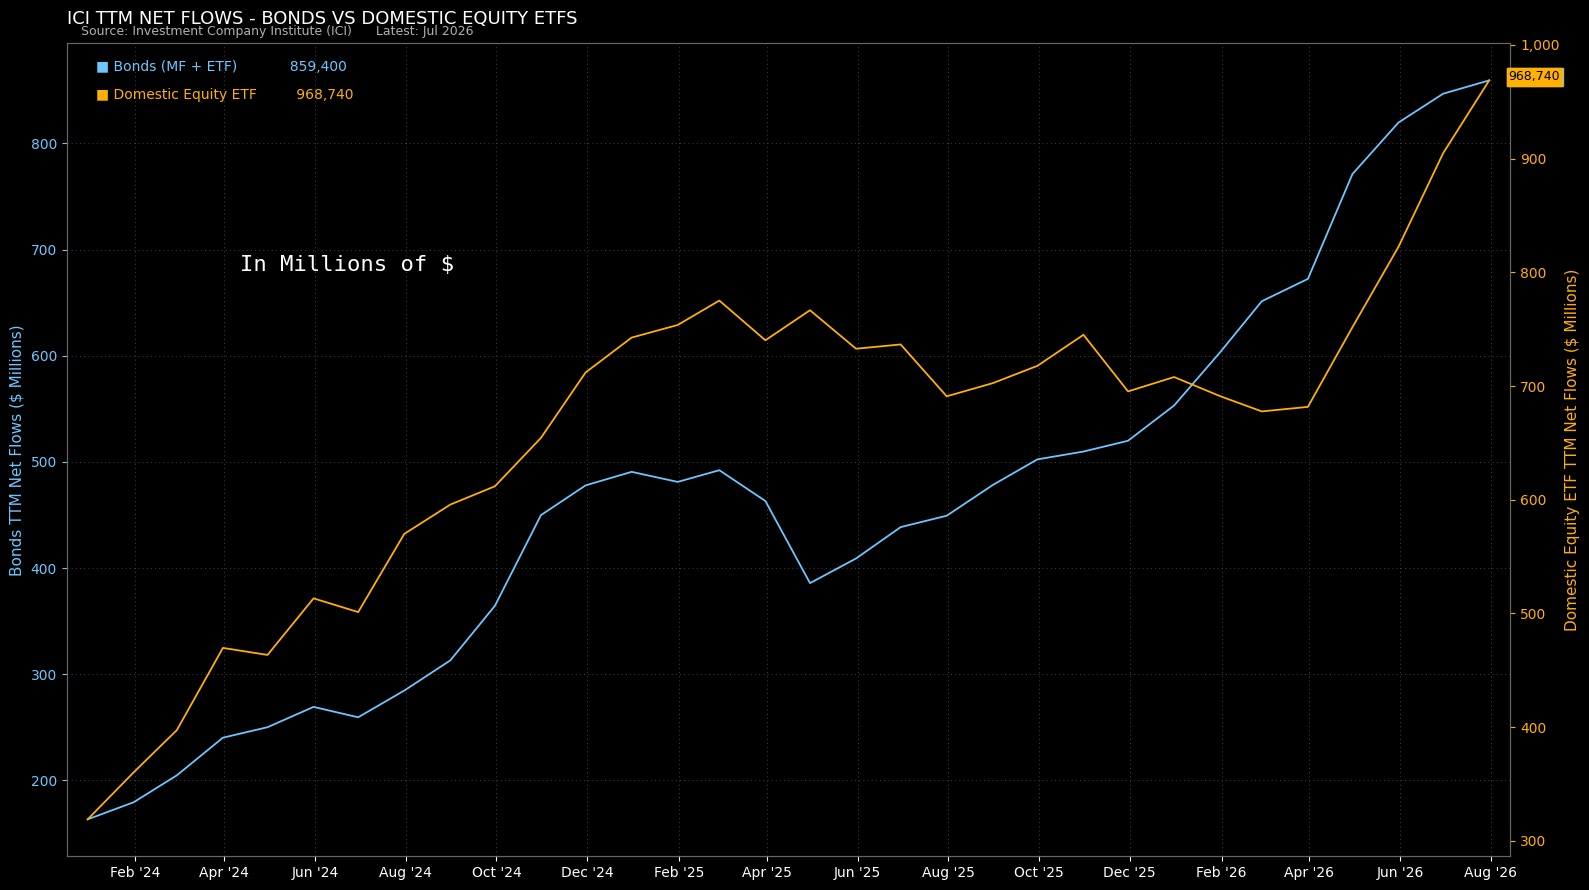 ICI TTM NET FLOWS - BONDS VS DOMESTIC EQUITY ETFS
Source: Investment Company Institute (ICI) Latest: Jul 2026
Bonds (MF + ETF) 859,400
Domestic Equity ETF 968,740
In Millions of $
Bonds TTM Net Flows ($ Millions)
800
700
600
500
400
300
200
1,000
968,740
900
800
700
600
500
400
300
Domestic Equity ETF TTM Net Flows ($ Millions)
Feb '24 Apr '24 Jun '24 Aug '24 Oct '24 Dec '24 Feb '25 Apr '25 Jun '25 Aug '25 Oct '25 Dec '25 Feb '26 Apr '26 Jun '26 Aug '26